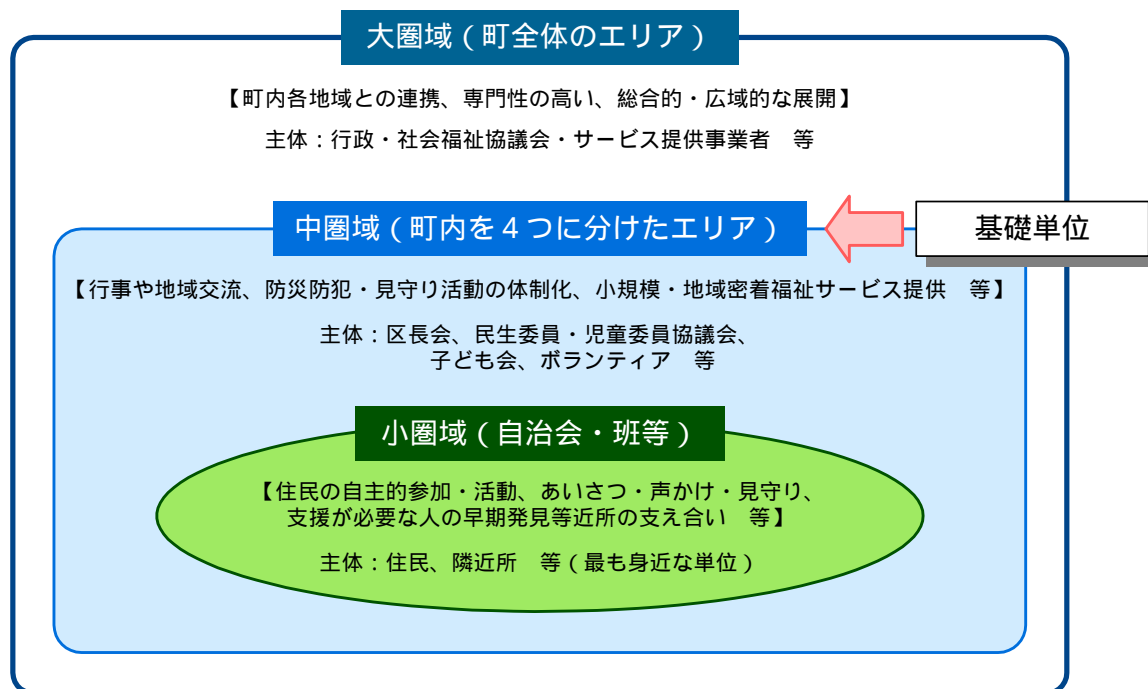 大圏域（町全体のエリア）
【町内各地域との連携、専門性の高い、総合的・広域的な展開】
主体：行政・社会福祉協議会・サービス提供事業者　等
中圏域（町内を４つに分けたエリア）
基礎単位
【行事や地域交流、防災防犯・見守り活動の体制化、小規模・地域密着福祉サービス提供　等】
主体：区長会、民生委員・児童委員協議会、
子ども会、ボランティア　等
小圏域（自治会・班等）
【住民の自主的参加・活動、あいさつ・声かけ・見守り、
支援が必要な人の早期発見等近所の支え合い　等】
主体：住民、隣近所　等（最も身近な単位）